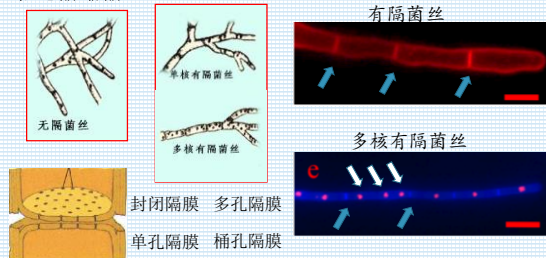 有隔菌丝
单核有隔菌丝
无隔菌丝
多核有隔菌丝
多核有隔菌丝
e
封闭隔膜 多孔隔膜
单孔隔膜 桶孔隔膜